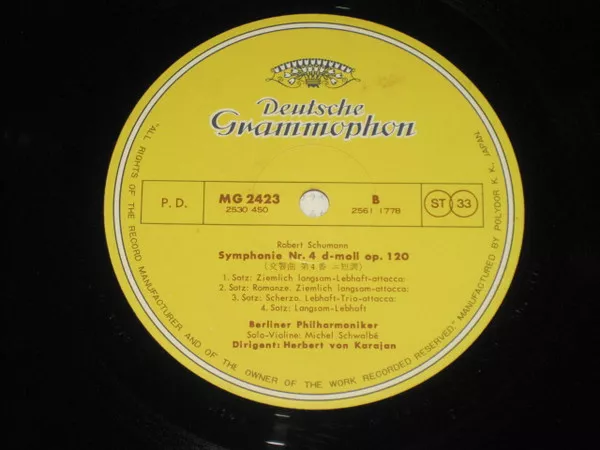 Deutsche
Grammophon
P. D.
MG 2423
2530 450
B
2561 1778
ST 33
Robert Schumann
Symphonie Nr. 4 d-moll op. 120
(交響曲 第4番 ニ短調)
1. Satz: Ziemlich langsam-Lebhaft-attacca:
2. Satz: Romanze. Ziemlich langsam-attacca:
3. Satz: Scherzo, Lebhaft-Trio-attacca:
4. Satz: Langsam-Lebhaft
Berliner Philharmoniker
Solo-Violine: Michel Schwalbé
Dirigent: Herbert von Karajan
"ALL RIGHTS OF THE RECORD MANUFACTURER AND OF THE OWNER OF THE WORK RECORDED RESERVED," MANUFACTURED BY POLYDOR K. K., JAPAN.